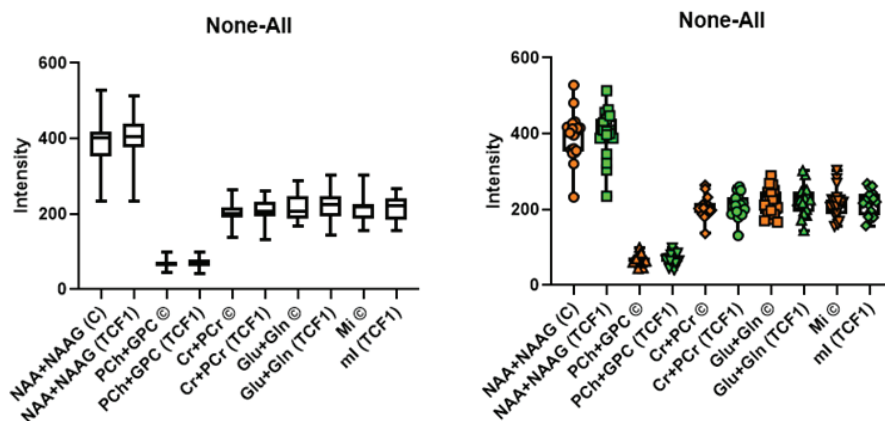 None-All
Intensity
600
400
200
0
NAA+NAAG (C)
NAA+NAAG (TCF1)
PCh+GPC ©
PCh+GPC (TCF1)
Cr+PCr ©
Cr+PCr (TCF1)
Glu+Gln ©
Glu+Gln (TCF1)
Mi ©
mI (TCF1)
None-All
Intensity
600
400
200
0
NAA+NAAG (C)
NAA+NAAG (TCF1)
PCh+GPC ©
PCh+GPC (TCF1)
Cr+PCr ©
Cr+PCr (TCF1)
Glu+Gln ©
Glu+Gln (TCF1)
Mi ©
mI (TCF1)